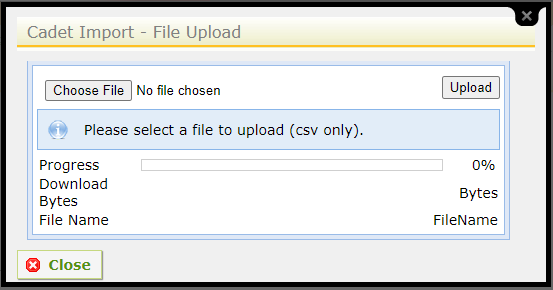 Cadet Import - File Upload
Choose File No file chosen Upload
Please select a file to upload (csv only).
Progress 0%
Download
Bytes Bytes
File Name FileName
Close